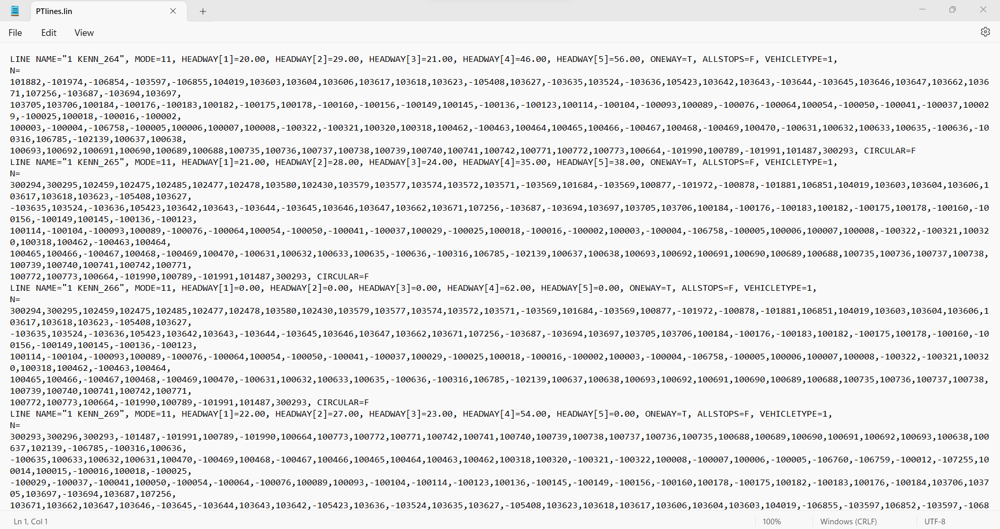 PTlines.lin
File Edit View
LINE NAME="1 KENN_264", MODE=11, HEADWAY[1]=20.00, HEADWAY[2]=29.00, HEADWAY[3]=21.00, HEADWAY[4]=46.00, HEADWAY[5]=56.00, ONEWAY=T, ALLSTOPS=F, VEHICLETYPE=1,
N=
101882,-101974,-106854,-103597,-106855,104019,103603,103604,103606,103617,103618,103623,-105408,103627,-103635,103524,-103636,105423,103642,103643,-103644,-103645,103646,103647,103662,1036
71,107256,-103687,-103694,103697,
103705,103706,100184,-100176,-100183,100182,-100175,100178,-100160,-100156,-100149,100145,-100136,-100123,100114,-100104,-100093,100089,-100076,-100064,100054,-100050,-100041,-100037,10002
9,-100025,100018,-100016,-100002,
100003,-100004,-106758,-100005,100006,100007,100008,-100322,-100321,100320,100318,100462,-100463,100464,100465,100466,-100467,100468,-100469,100470,-100631,100632,100633,100635,-100636,-10
0316,106785,-102139,100637,100638,
100693,100692,100691,100690,100689,100688,100735,100736,100737,100738,100739,100740,100741,100742,100771,100772,100773,100664,-101990,100789,-101991,101487,300293, CIRCULAR=F
LINE NAME="1 KENN_265", MODE=11, HEADWAY[1]=21.00, HEADWAY[2]=28.00, HEADWAY[3]=24.00, HEADWAY[4]=35.00, HEADWAY[5]=38.00, ONEWAY=T, ALLSTOPS=F, VEHICLETYPE=1,
N=
300294,300295,102459,102475,102485,102477,102478,103580,102430,103579,103577,103574,103572,103571,-103569,101684,-103569,100877,-101972,-100878,-101881,106851,104019,103603,103604,103606,1
03617,103618,103623,-105408,103627,
-103635,103524,-103636,105423,103642,103643,-103644,-103645,103646,103647,103662,103671,107256,-103687,-103694,103697,103705,103706,100184,-100176,-100183,100182,-100175,100178,-100160,-10
0156,-100149,100145,-100136,-100123,
100114,-100104,-100093,100089,-100076,-100064,100054,-100050,-100041,-100037,100029,-100025,100018,-100016,-100002,100003,-100004,-106758,-100005,100006,100007,100008,-100322,-100321,10032
0,100318,100462,-100463,100464,
100465,100466,-100467,100468,-100469,100470,-100631,100632,100633,100635,-100636,-100316,106785,-102139,100637,100638,100693,100692,100691,100690,100689,100688,100735,100736,100737,100738,
100739,100740,100741,100742,100771,
100772,100773,100664,-101990,100789,-101991,101487,300293, CIRCULAR=F
LINE NAME="1 KENN_266", MODE=11, HEADWAY[1]=0.00, HEADWAY[2]=0.00, HEADWAY[3]=0.00, HEADWAY[4]=62.00, HEADWAY[5]=0.00, ONEWAY=T, ALLSTOPS=F, VEHICLETYPE=1,
N=
300294,300295,102459,102475,102485,102477,102478,103580,102430,103579,103577,103574,103572,103571,-103569,101684,-103569,100877,-101972,-100878,-101881,106851,104019,103603,103604,103606,1
03617,103618,103623,-105408,103627,
-103635,103524,-103636,105423,103642,103643,-103644,-103645,103646,103647,103662,103671,107256,-103687,-103694,103697,103705,103706,100184,-100176,-100183,100182,-100175,100178,-100160,-10
0156,-100149,100145,-100136,-100123,
100114,-100104,-100093,100089,-100076,-100064,100054,-100050,-100041,-100037,100029,-100025,100018,-100016,-100002,100003,-100004,-106758,-100005,100006,100007,100008,-100322,-100321,10032
0,100318,100462,-100463,100464,
100465,100466,-100467,100468,-100469,100470,-100631,100632,100633,100635,-100636,-100316,106785,-102139,100637,100638,100693,100692,100691,100690,100689,100688,100735,100736,100737,100738,
100739,100740,100741,100742,100771,
100772,100773,100664,-101990,100789,-101991,101487,300293, CIRCULAR=F
LINE NAME="1 KENN_269", MODE=11, HEADWAY[1]=22.00, HEADWAY[2]=27.00, HEADWAY[3]=23.00, HEADWAY[4]=54.00, HEADWAY[5]=0.00, ONEWAY=T, ALLSTOPS=F, VEHICLETYPE=1,
N=
300293,300296,300293,-101487,-101991,100789,-101990,100664,100773,100772,100771,100742,100741,100740,100739,100738,100737,100736,100735,100688,100689,100690,100691,100692,100693,100638,100
637,102139,-106785,-100316,100636,
-100635,100633,100632,100631,100470,-100469,100468,-100467,100466,100465,100464,100463,100462,100318,100320,-100321,-100322,100008,-100007,100006,-100005,-106760,-106759,-100012,-107255,10
0014,100015,-100016,100018,-100025,
-100029,-100037,-100041,100050,-100054,-100064,-100076,100089,100093,-100104,-100114,-100123,100136,-100145,-100149,-100156,-100160,100178,-100175,100182,-100183,100176,-100184,103706,1037
05,103697,-103694,103687,107256,
103671,103662,103647,103646,-103645,-103644,103643,103642,-105423,103636,-103524,103635,103627,-105408,103623,103618,103617,103606,103604,103603,104019,-106855,-103597,106852,-103597,-1068
Ln 1, Col 1 100% Windows (CRLF) UTF-8